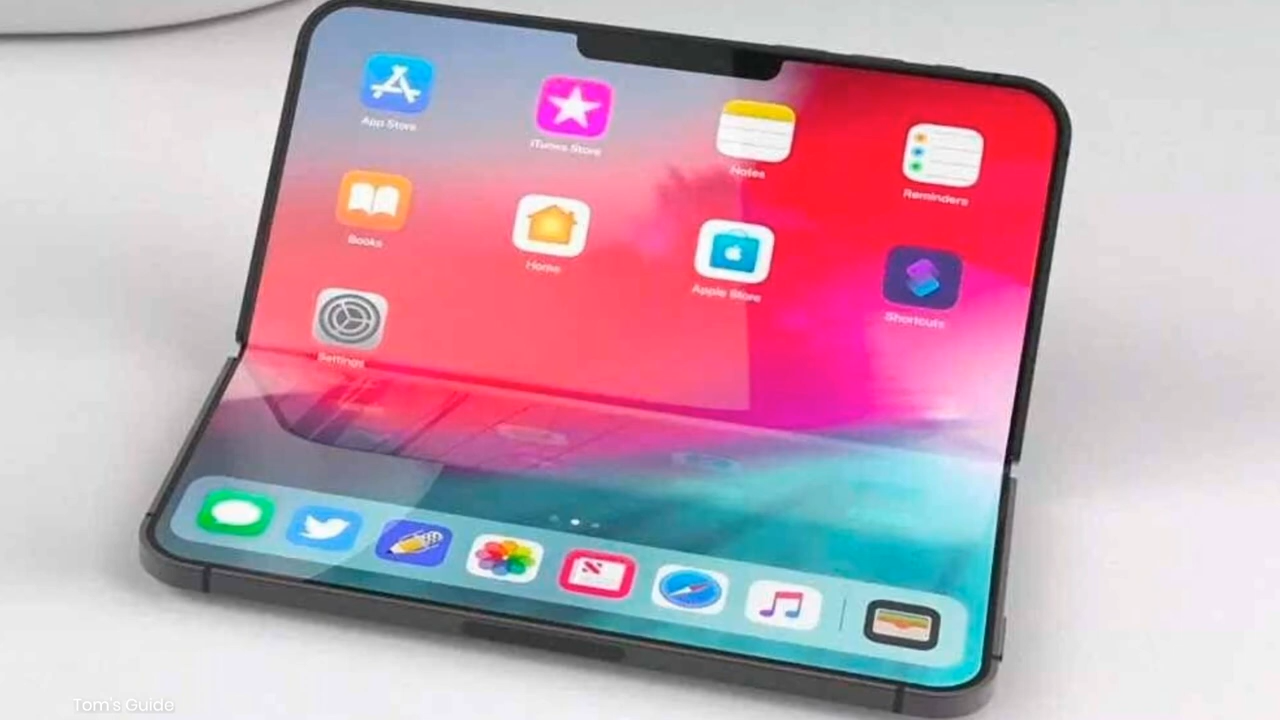 App Store
iTunes Store
Notes
Reminders
Books
Home
Apple Store
Shortcuts
Settings
Tom's Guide